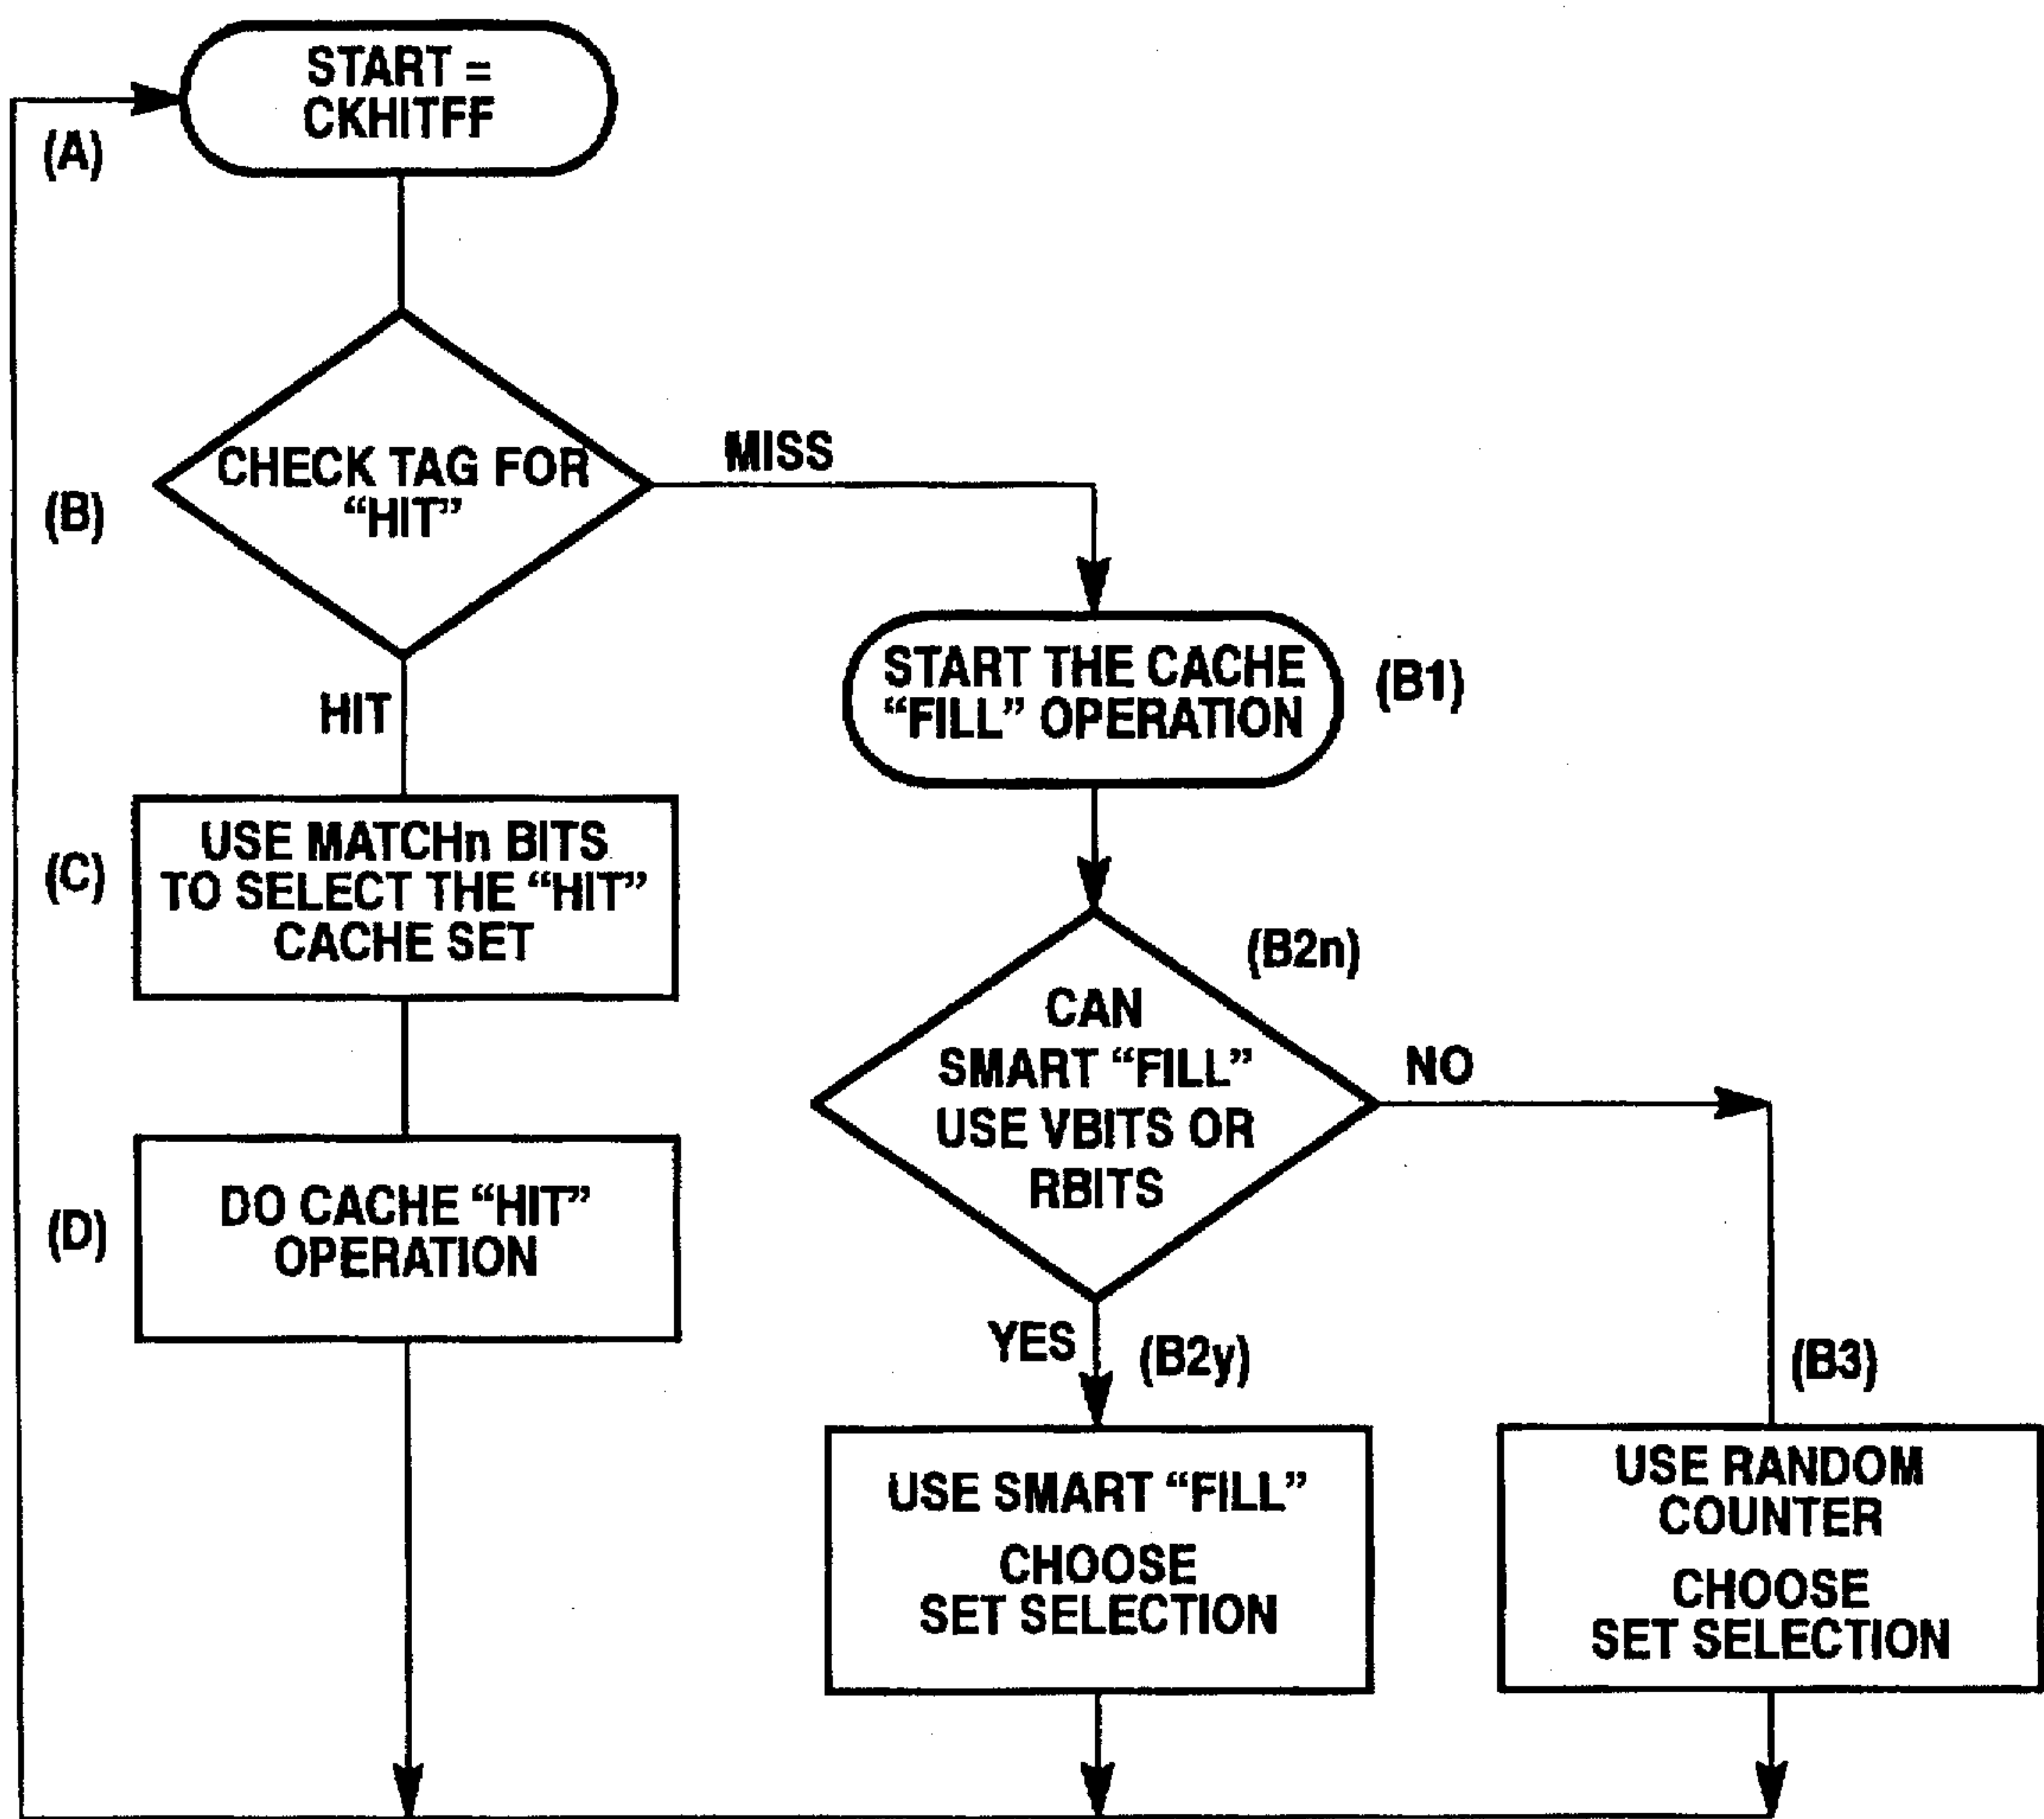 START =
CKHITFF
(A)
CHECK TAG FOR
“HIT”
(B)
MISS
HIT
START THE CACHE
“FILL” OPERATION
(B1)
USE MATCHn BITS
TO SELECT THE “HIT”
CACHE SET
(C)
(B2n)
CAN
SMART “FILL”
USE VBITS OR
RBITS
NO
DO CACHE “HIT”
OPERATION
(D)
YES
(B2y)
(B3)
USE SMART “FILL”
CHOOSE
SET SELECTION
USE RANDOM
COUNTER
CHOOSE
SET SELECTION